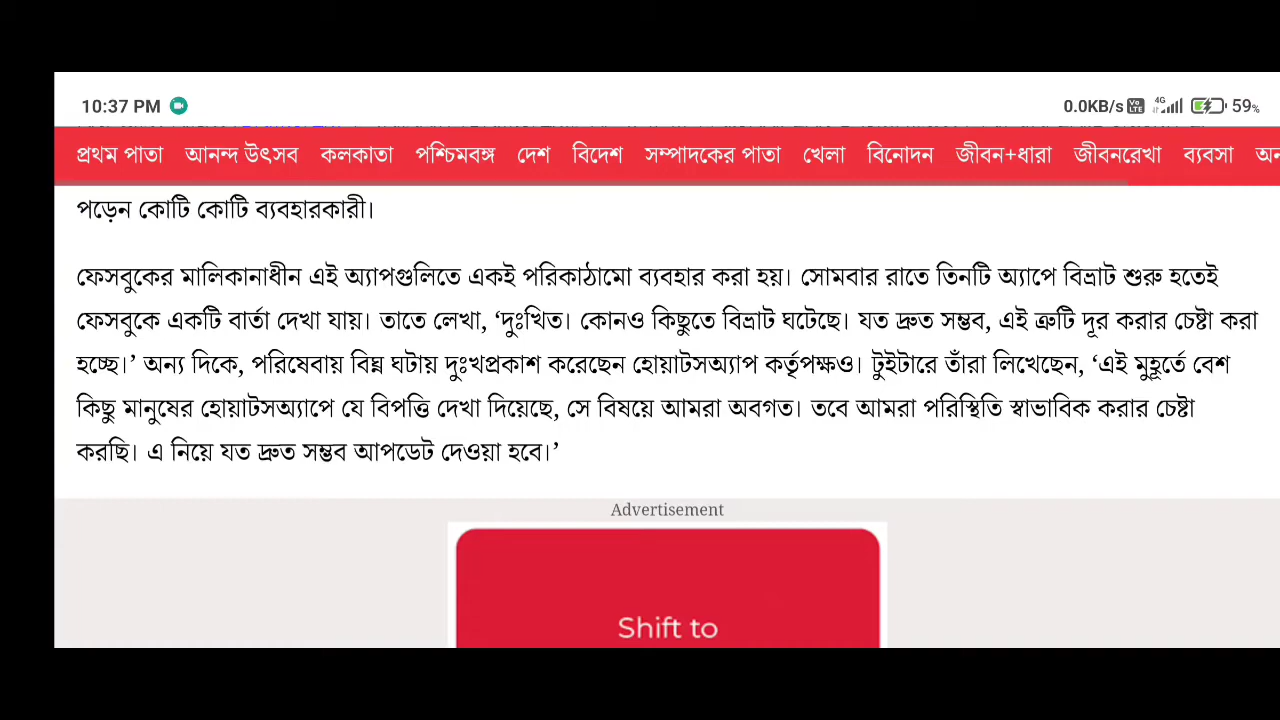 10:37 PM 0.0KB/s Vo LTE 4G 59%
প্রথম পাতা আনন্দ উৎসব কলকাতা পশ্চিমবঙ্গ দেশ বিদেশ সম্পাদকের পাতা খেলা বিনোদন জীবন+ধারা জীবনরেখা ব্যবসা
পড়েন কোটি কোটি ব্যবহারকারী।
ফেসবুকের মালিকানাধীন এই অ্যাপগুলিতে একই পরিকাঠামো ব্যবহার করা হয়। সোমবার রাতে তিনটি অ্যাপে বিভ্রাট শুরু হতেই
ফেসবুকে একটি বার্তা দেখা যায়। তাতে লেখা, ‘দুঃখিত। কোনও কিছুতে বিভ্রাট ঘটেছে। যত দ্রুত সম্ভব, এই ত্রুটি দূর করার চেষ্টা করা
হচ্ছে।’ অন্য দিকে, পরিষেবায় বিঘ্ন ঘটায় দুঃখপ্রকাশ করেছেন হোয়াটসঅ্যাপ কর্তৃপক্ষও। টুইটারে তাঁরা লিখেছেন, ‘এই মুহূর্তে বেশ
কিছু মানুষের হোয়াটসঅ্যাপে যে বিপত্তি দেখা দিয়েছে, সে বিষয়ে আমরা অবগত। তবে আমরা পরিস্থিতি স্বাভাবিক করার চেষ্টা
করছি। এ নিয়ে যত দ্রুত সম্ভব আপডেট দেওয়া হবে।’
Advertisement
Shift to